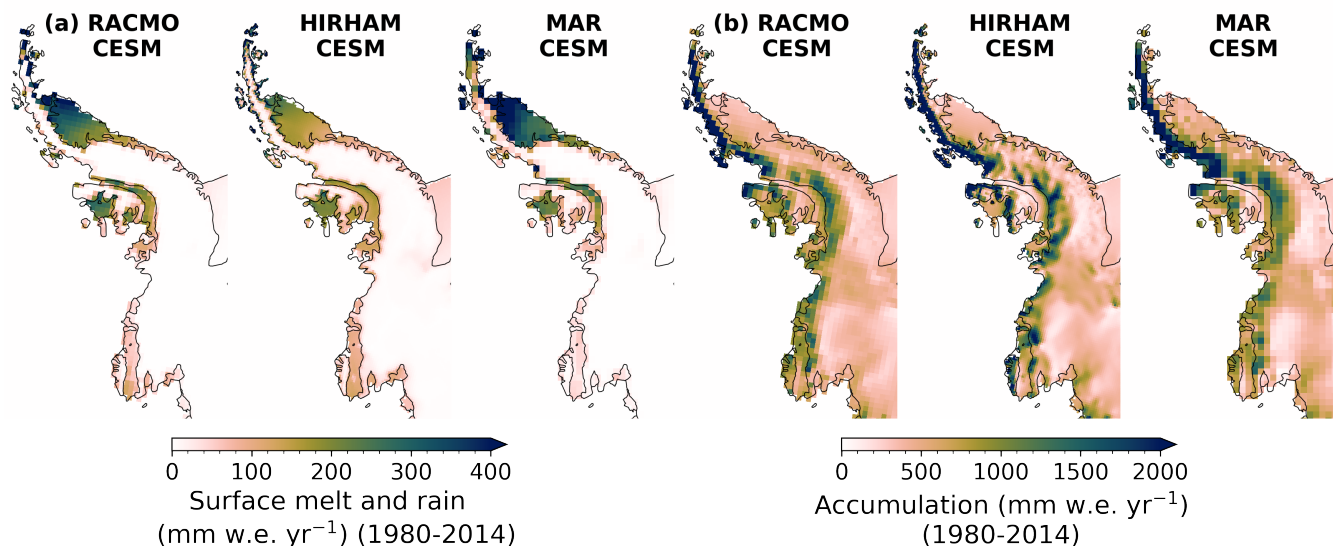 (a) RACMO
CESM
HIRHAM
CESM
MAR
CESM
(b) RACMO
CESM
HIRHAM
CESM
MAR
CESM
0 100 200 300 400
Surface melt and rain
(mm w.e. yr⁻¹) (1980-2014)
0 500 1000 1500 2000
Accumulation (mm w.e. yr⁻¹)
(1980-2014)